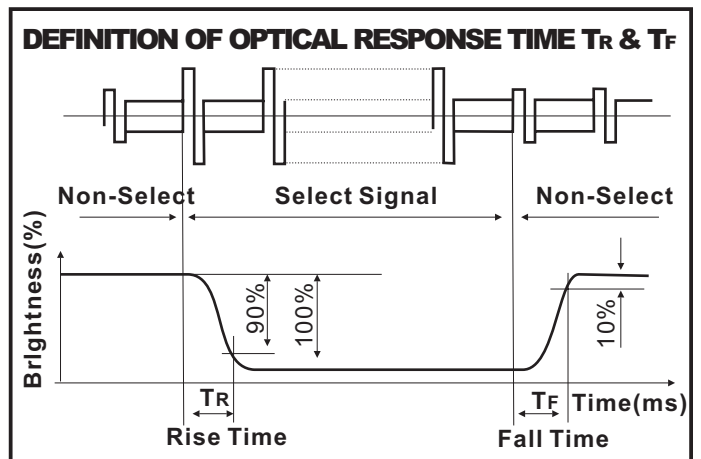 DEFINITION OF OPTICAL RESPONSE TIME TR & TF
Non-Select
Select Signal
Non-Select
Brightness(%)
90%
100%
10%
TR
TF
Time(ms)
Rise Time
Fall Time